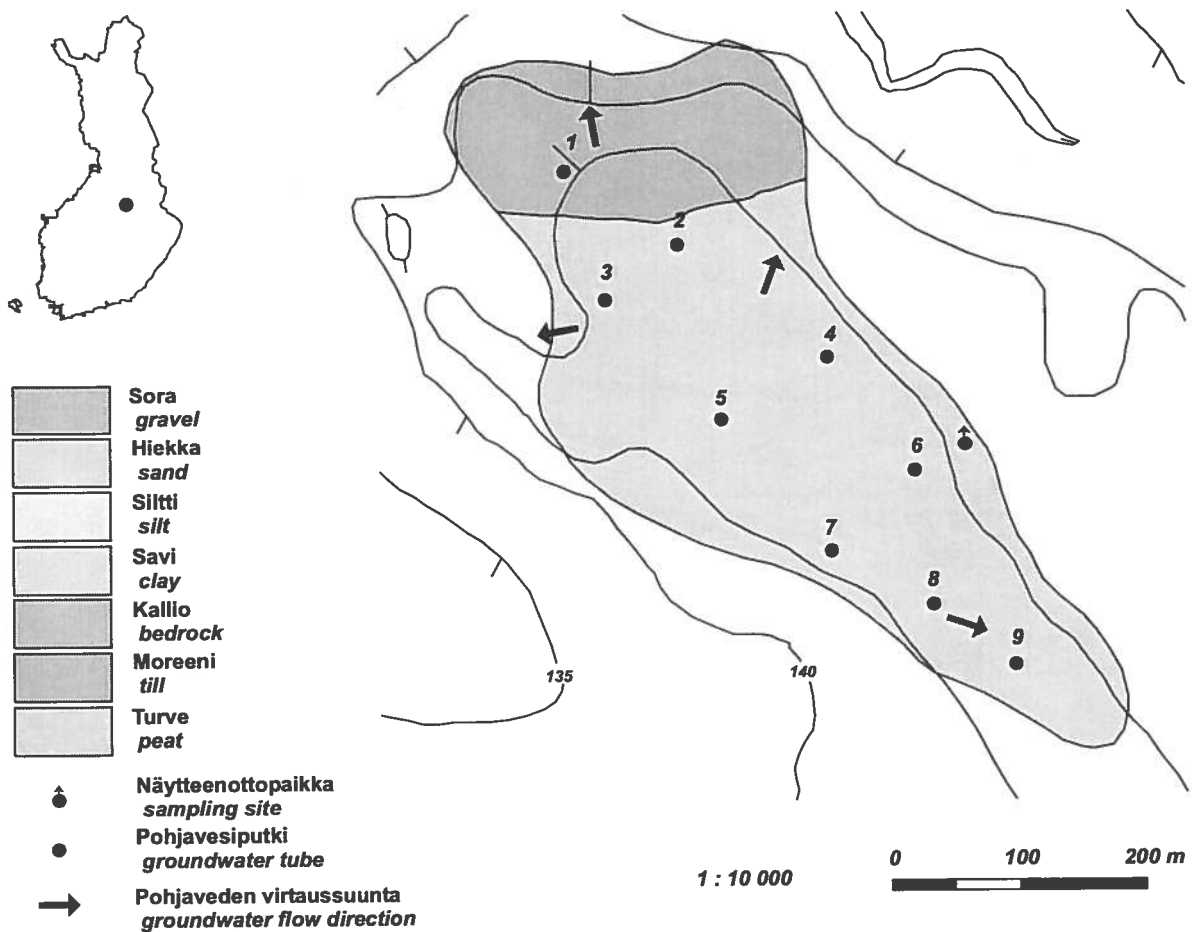 1
2
3
4
5
6
7
8
9
135
140
Sora
gravel
Hiekka
sand
Siltti
silt
Savi
clay
Kallio
bedrock
Moreeni
till
Turve
peat
Näytteenottopaikka
sampling site
Pohjavesiputki
groundwater tube
Pohjaveden virtaussuunta
groundwater flow direction
1 : 10 000
0 100 200 m